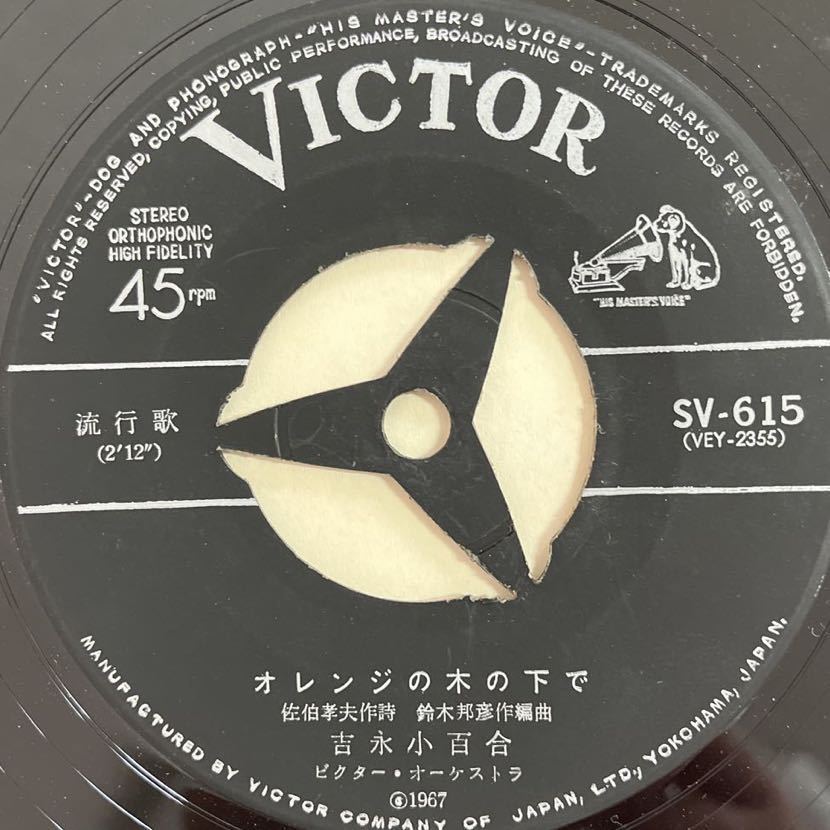 "VICTOR"-DOG AND PHONOGRAPH-"HIS MASTER'S VOICE"-TRADEMARKS REGISTERED.
ALL RIGHTS RESERVED, COPYING, PUBLIC PERFORMANCE, BROADCASTING OF THESE RECORDS ARE FORBIDDEN.
VICTOR
STEREO
ORTHOPHONIC
HIGH FIDELITY
45rpm
"HIS MASTER'S VOICE"
流行歌
(2'12")
SV-615
(VEY-2355)
オレンジの木の下で
佐伯孝夫作詩 鈴木邦彦作編曲
吉永小百合
ビクター・オーケストラ
Ⓒ1967
MANUFACTURED BY VICTOR COMPANY OF JAPAN, LTD., YOKOHAMA, JAPAN.